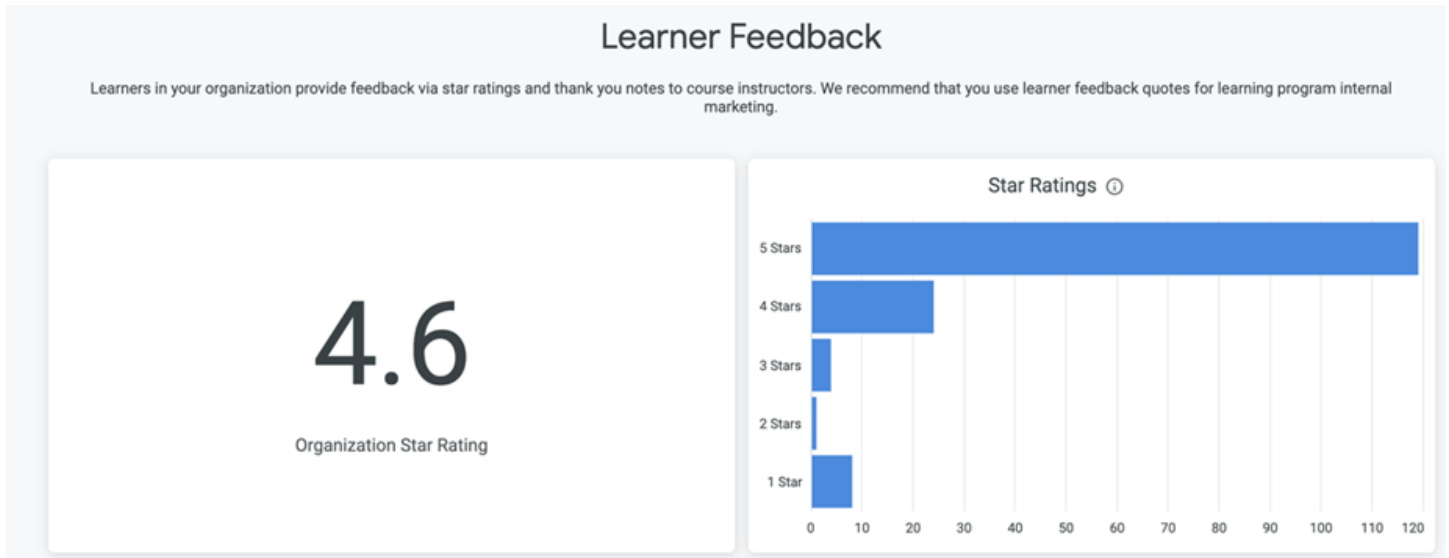 Learner Feedback
Learners in your organization provide feedback via star ratings and thank you notes to course instructors. We recommend that you use learner feedback quotes for learning program internal
marketing.
4.6
Organization Star Rating
Star Ratings
5 Stars
4 Stars
3 Stars
2 Stars
1 Star
0 10 20 30 40 50 60 70 80 90 100 110 120